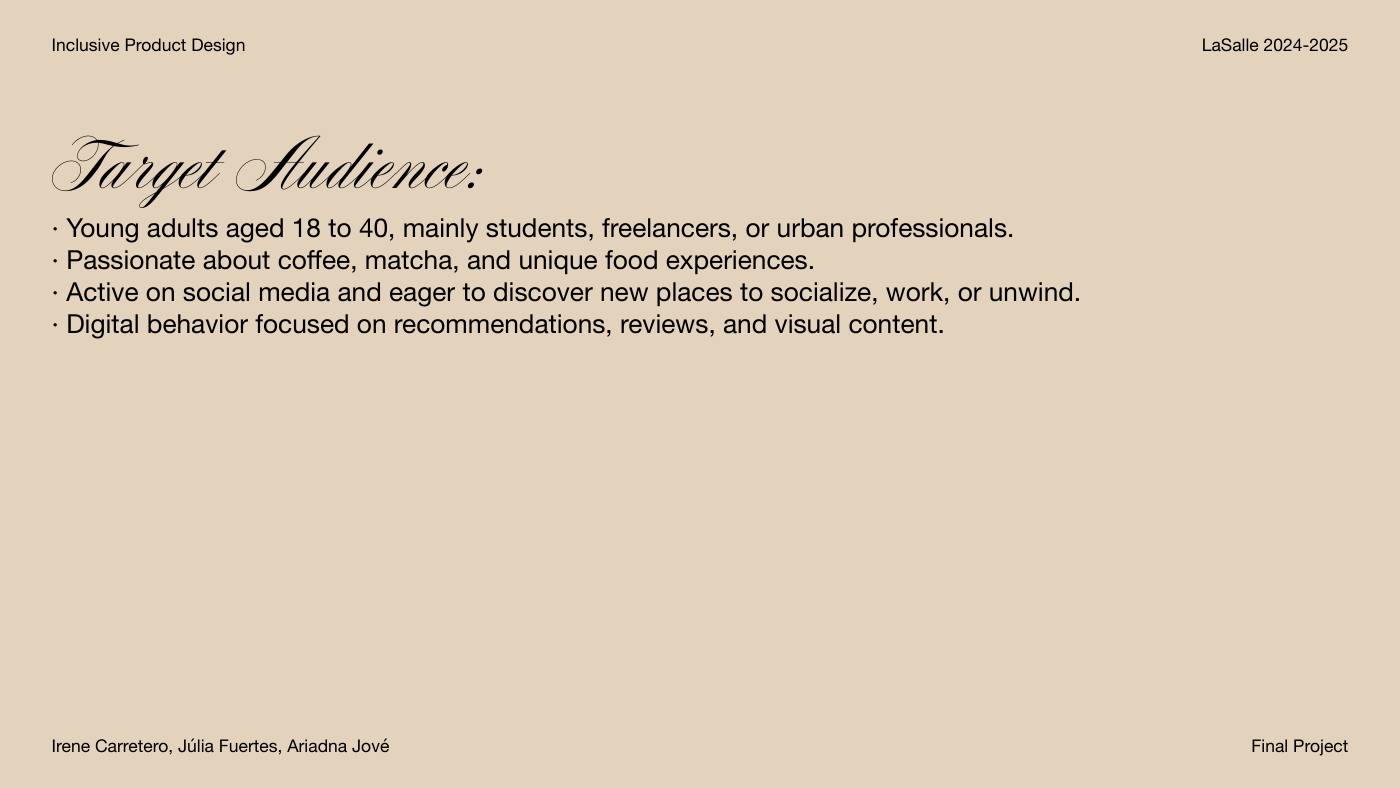 Inclusive Product Design
LaSalle 2024-2025
Target Audience:
· Young adults aged 18 to 40, mainly students, freelancers, or urban professionals.
· Passionate about coffee, matcha, and unique food experiences.
· Active on social media and eager to discover new places to socialize, work, or unwind.
· Digital behavior focused on recommendations, reviews, and visual content.
Irene Carretero, Júlia Fuertes, Ariadna Jové
Final Project